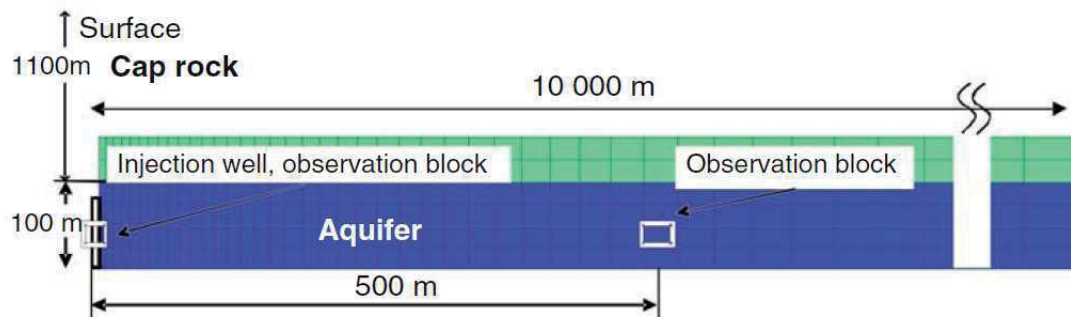 Surface
1100m Cap rock
10 000 m
Injection well, observation block
Observation block
100 m
Aquifer
500 m